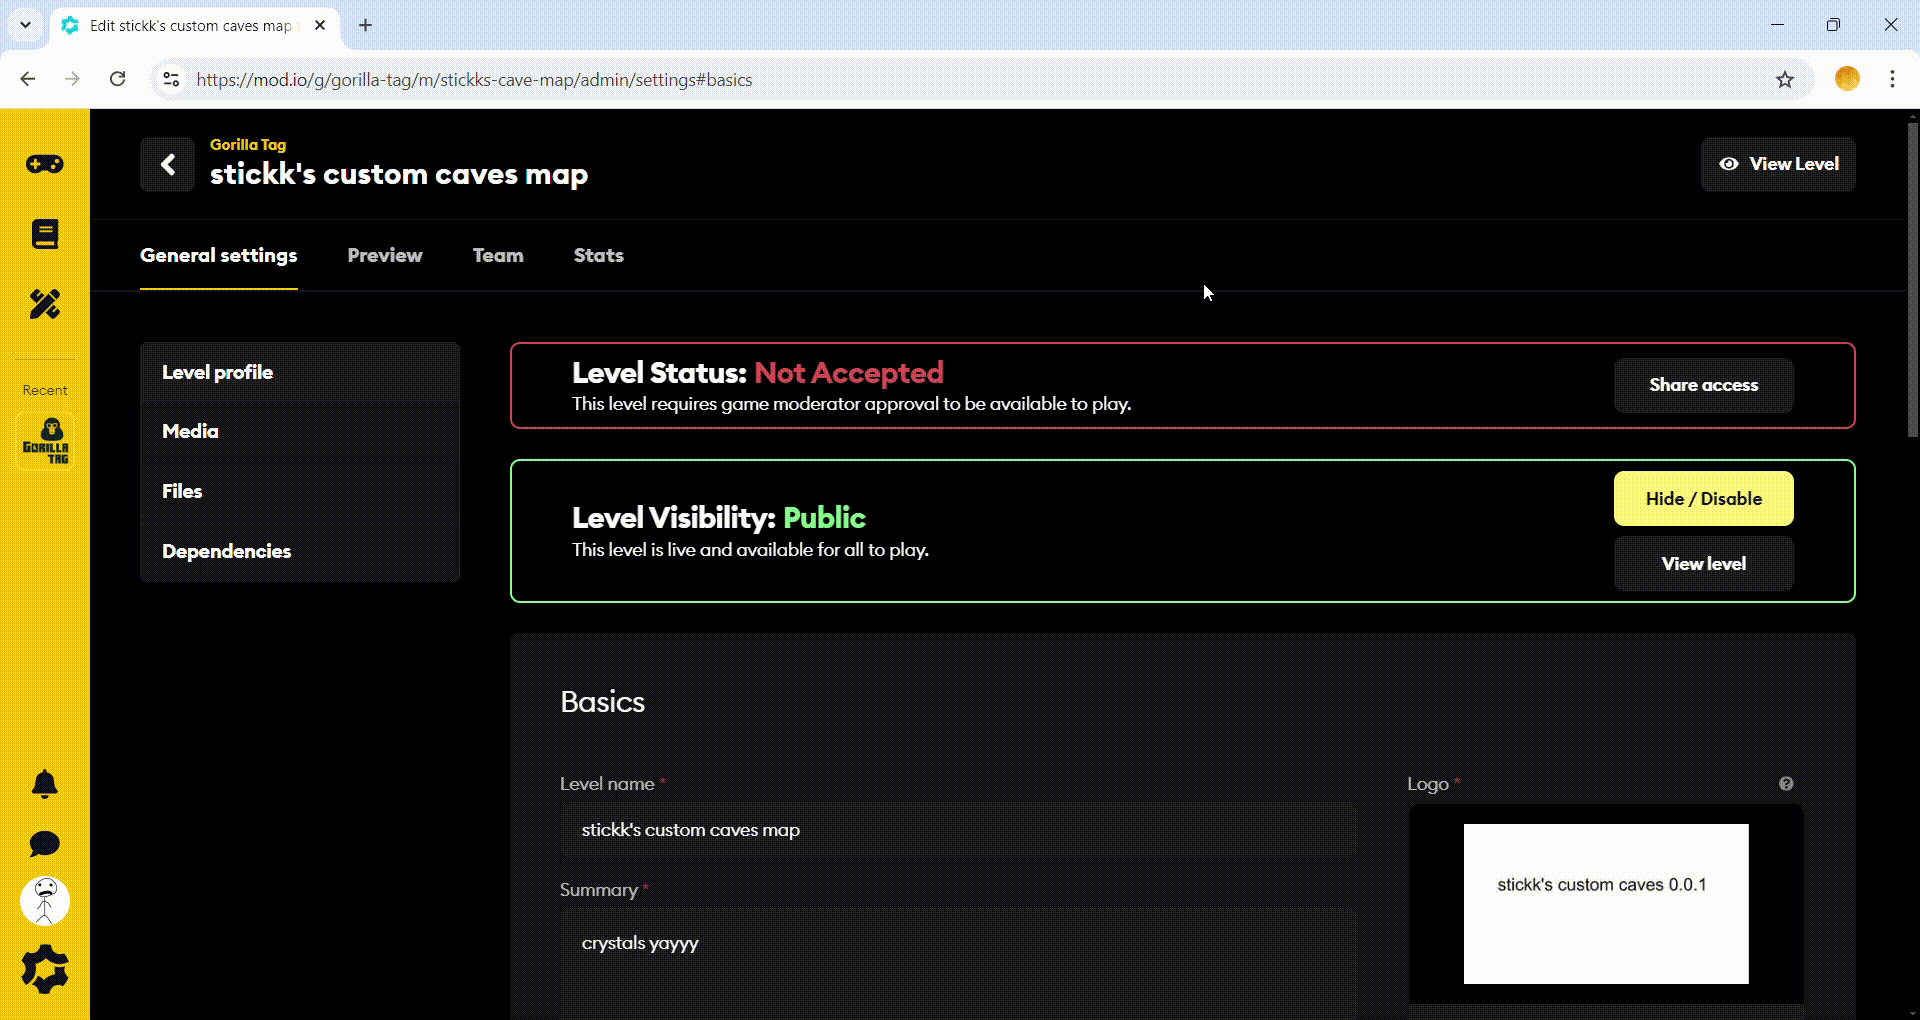 Edit stickk's custom caves map
https://mod.io/g/gorilla-tag/m/stickks-cave-map/admin/settings#basics
Gorilla Tag
stickk's custom caves map
View Level
General settings
Preview
Team
Stats
Recent
GORILLA
TAG
Level profile
Media
Files
Dependencies
Level Status: Not Accepted
This level requires game moderator approval to be available to play.
Share access
Level Visibility: Public
This level is live and available for all to play.
Hide / Disable
View level
Basics
Level name *
stickk's custom caves map
Summary *
crystals yayyy
Logo *
stickk's custom caves 0.0.1